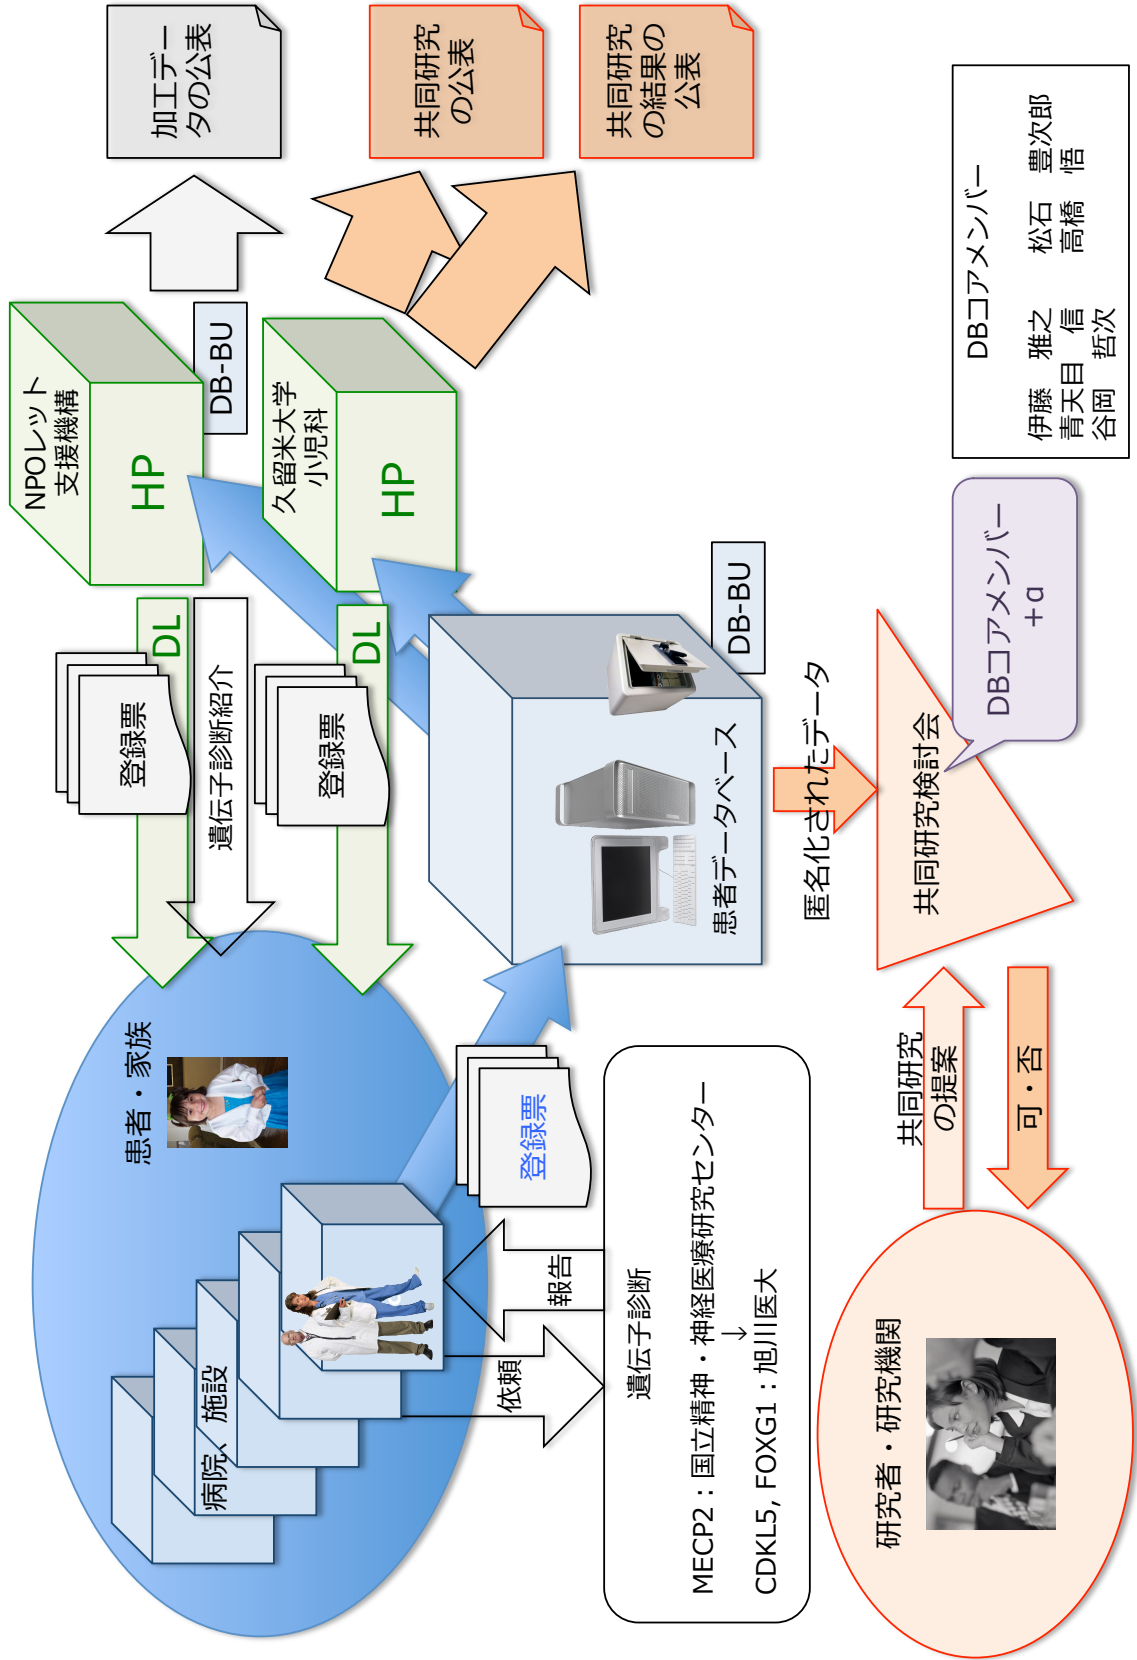 患者・家族
病院、施設
登録票
DL
遺伝子診断紹介
登録票
DL
NPOレット
支援機構
HP
DB-BU
久留米大学
小児科
HP
加工デー
タの公表
共同研究
の公表
共同研究
の結果の
公表
登録票
依頼
報告
遺伝子診断
MECP2：国立精神・神経医療研究センター
↓
CDKL5, FOXG1：旭川医大
患者データベース
DB-BU
匿名化されたデータ
共同研究検討会
DBコアメンバー
+α
共同研究
の提案
可・否
研究者・研究機関
DBコアメンバー
伊藤　雅之　　松石　豊次郎
青天目　信　　高橋　悟
谷岡　哲次